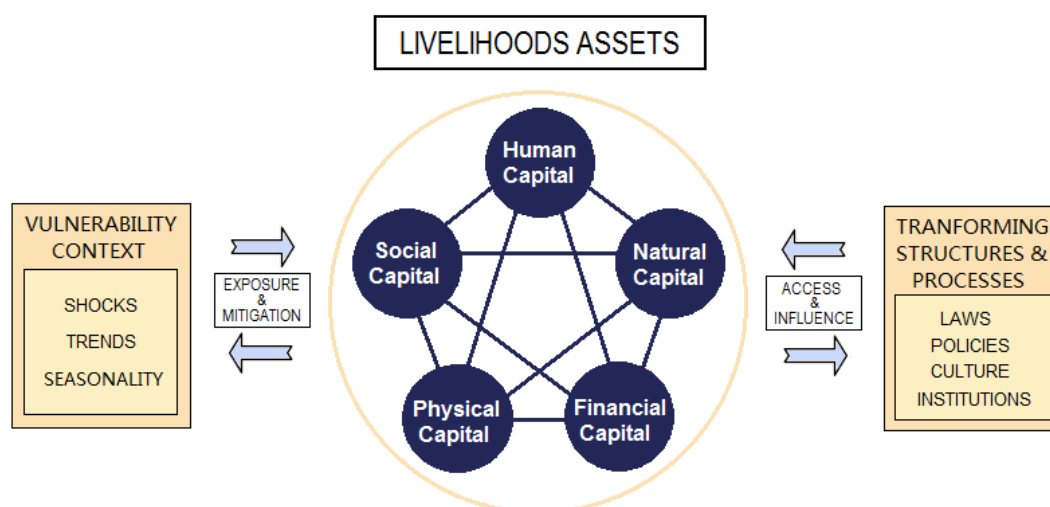 LIVELIHOODS ASSETS
Human
Capital
Social
Capital
Natural
Capital
Physical
Capital
Financial
Capital
VULNERABILITY
CONTEXT
SHOCKS
TRENDS
SEASONALITY
EXPOSURE
&
MITIGATION
ACCESS
&
INFLUENCE
TRANFORMING
STRUCTURES &
PROCESSES
LAWS
POLICIES
CULTURE
INSTITUTIONS